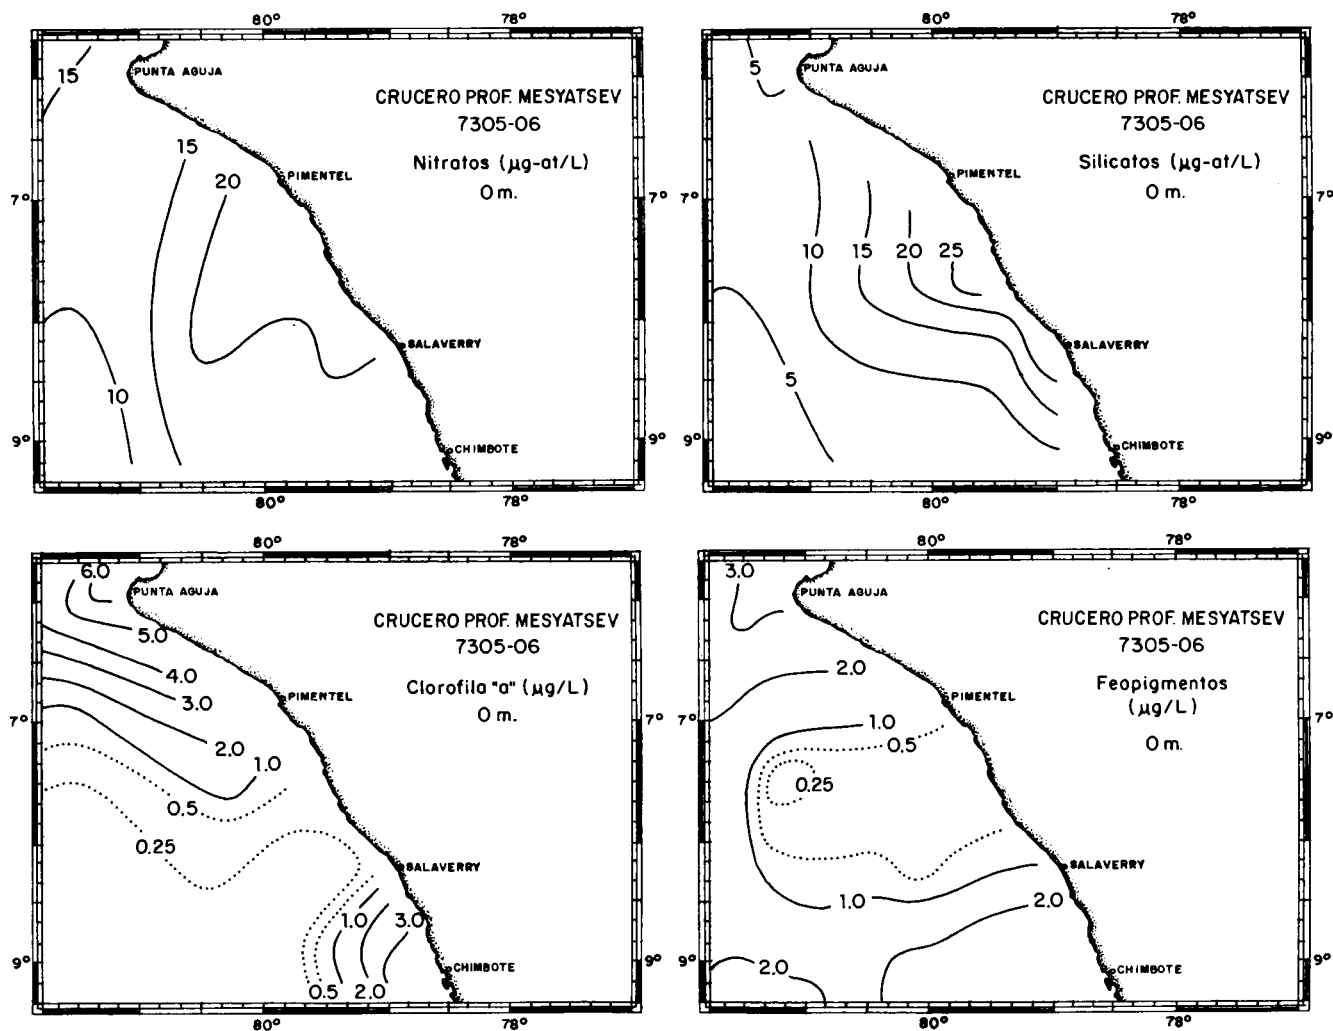 80° 78°
15
PUNTA AGUJA
CRUCERO PROF. MESYATSEV
7305-06
Nitratos (µg-at/L)
0 m.
15
20
PIMENTEL
7° 7°
SALAVERRY
10
9° 9°
CHIMBOTE
80° 78°
80° 78°
5
PUNTA AGUJA
CRUCERO PROF. MESYATSEV
7305-06
Silicatos (µg-at/L)
0 m.
PIMENTEL
7° 7°
10 15 20 25
SALAVERRY
5
9° 9°
CHIMBOTE
80° 78°
80° 78°
6.0
PUNTA AGUJA
CRUCERO PROF. MESYATSEV
7305-06
5.0
4.0
Clorofila "a" (µg/L)
0 m.
PIMENTEL
3.0
7° 7°
2.0
1.0
0.5
0.25
SALAVERRY
1.0 3.0
9°
CHIMBOTE
0.5 2.0
80° 78°
80° 78°
3.0
PUNTA AGUJA
CRUCERO PROF. MESYATSEV
7305-06
2.0
Feopigmentos
(µg/L)
0 m.
PIMENTEL
7° 7°
1.0
0.5
0.25
SALAVERRY
1.0 2.0
9° 9°
2.0
CHIMBOTE
80° 78°